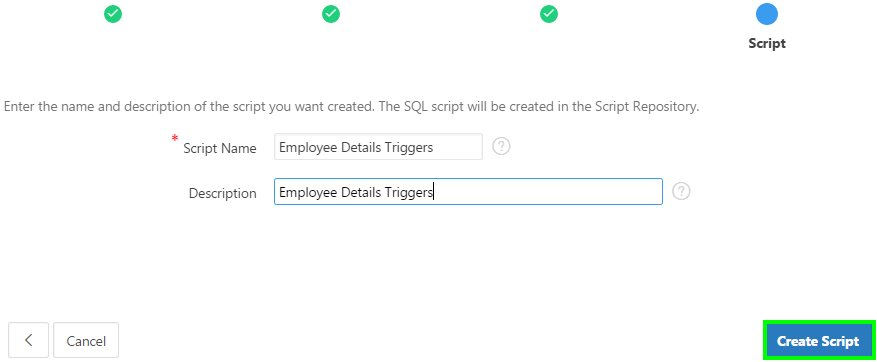 Script
Enter the name and description of the script you want created. The SQL script will be created in the Script Repository.
* Script Name Employee Details Triggers ?
Description Employee Details Triggers ?
Cancel Create Script